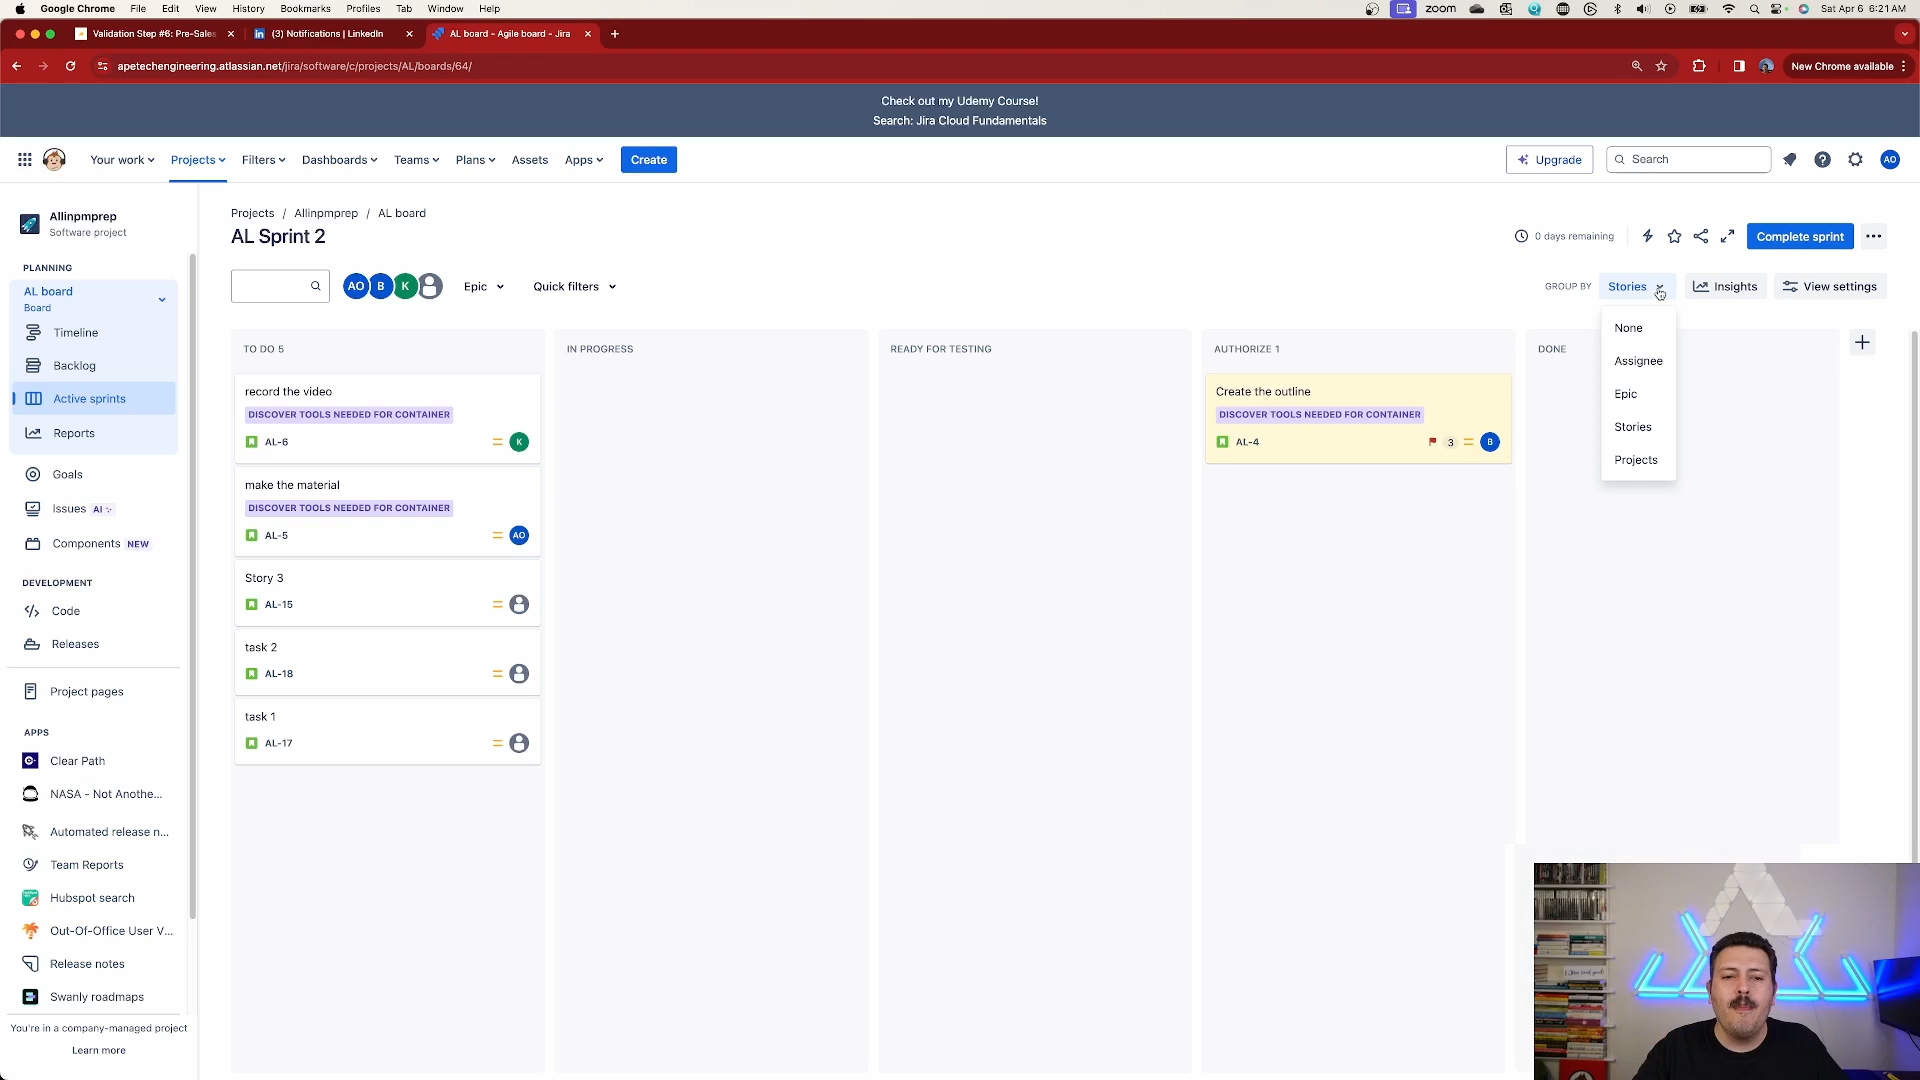 Google Chrome File Edit View History Bookmarks Profiles Tab Window Help
zoom
Sat Apr 6 6:21 AM
Validation Step #6: Pre-Sales
(3) Notifications | LinkedIn
AL board - Agile board - Jira
apetechengineering.atlassian.net/jira/software/c/projects/AL/boards/64/
New Chrome available
Check out my Udemy Course!
Search: Jira Cloud Fundamentals
Your work Projects Filters Dashboards Teams Plans Assets Apps Create
Upgrade
Search
AO
Allinpmprep
Software project
PLANNING
AL board
Board
Timeline
Backlog
Active sprints
Reports
Goals
Issues AI
Components NEW
DEVELOPMENT
Code
Releases
Project pages
APPS
Clear Path
NASA - Not Anothe...
Automated release n...
Team Reports
Hubspot search
Out-Of-Office User V...
Release notes
Swanly roadmaps
You're in a company-managed project
Learn more
Projects / Allinpmprep / AL board
AL Sprint 2
0 days remaining
Complete sprint
AO B K
Epic
Quick filters
GROUP BY Stories
Insights
View settings
None
Assignee
Epic
Stories
Projects
TO DO 5
record the video
DISCOVER TOOLS NEEDED FOR CONTAINER
AL-6 K
make the material
DISCOVER TOOLS NEEDED FOR CONTAINER
AL-5 AO
Story 3
AL-15
task 2
AL-18
task 1
AL-17
IN PROGRESS
READY FOR TESTING
AUTHORIZE 1
Create the outline
DISCOVER TOOLS NEEDED FOR CONTAINER
AL-4 3 B
DONE